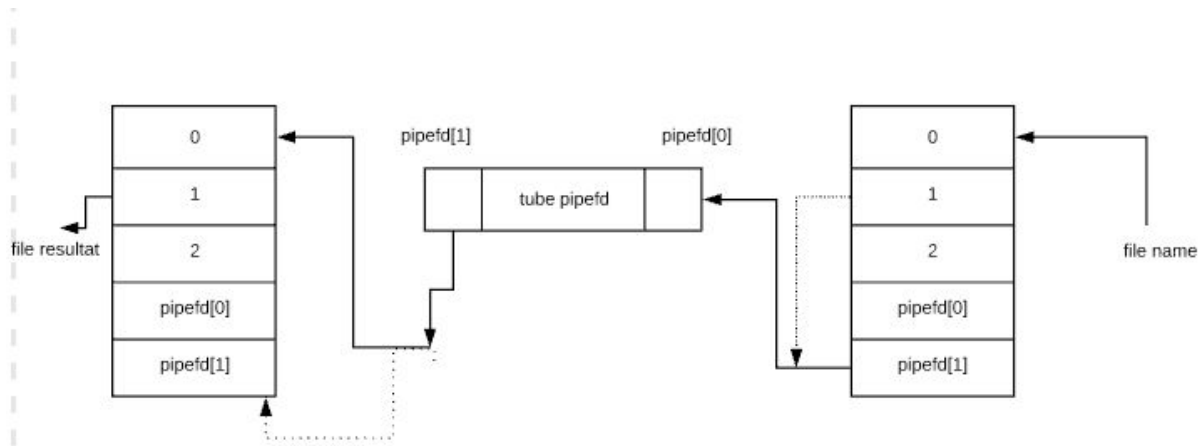 0
1
2
pipefd[0]
pipefd[1]
file resultat
pipefd[1]
pipefd[0]
tube pipefd
0
1
2
pipefd[0]
pipefd[1]
file name